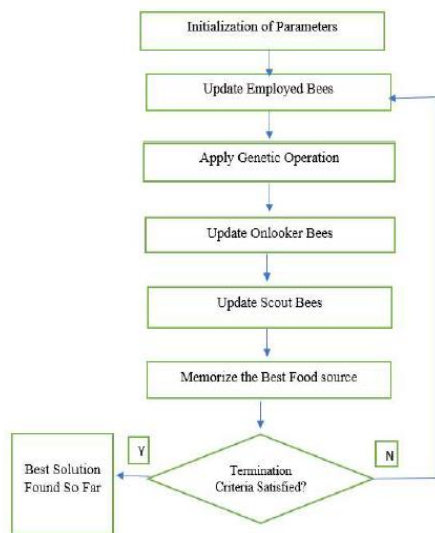 Initialization of Parameters
Update Employed Bees
Apply Genetic Operation
Update Onlooker Bees
Update Scout Bees
Memorize the Best Food source
Y
N
Termination
Criteria Satisfied?
Best Solution
Found So Far